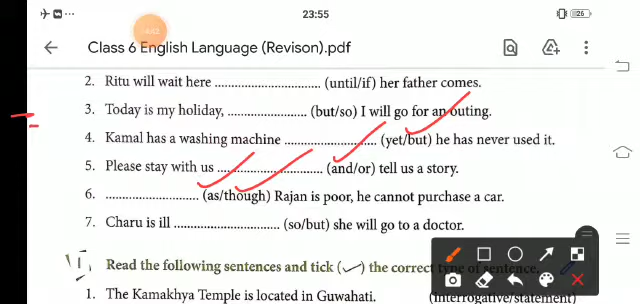 23:55
26
Class 6 English Language (Revison).pdf
2. Ritu will wait here .............................. (until/if) her father comes.
3. Today is my holiday, ...................... (but/so) I will go for an outing.
4. Kamal has a washing machine .............................. (yet/but) he has never used it.
5. Please stay with us .............................. (and/or) tell us a story.
6. ........................... (as/though) Rajan is poor, he cannot purchase a car.
7. Charu is ill .............................. (so/but) she will go to a doctor.
VI. Read the following sentences and tick (✓) the correct type of sentence.
1. The Kamakhya Temple is located in Guwahati. (interrogative/statement)